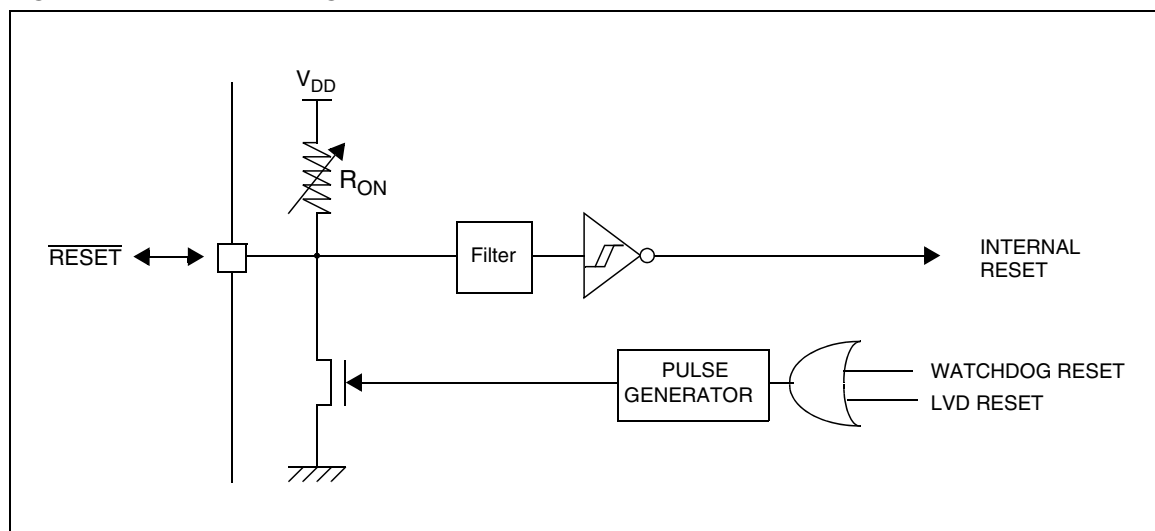 V_DD
R_ON
RESET
Filter
INTERNAL
RESET
PULSE
GENERATOR
WATCHDOG RESET
LVD RESET